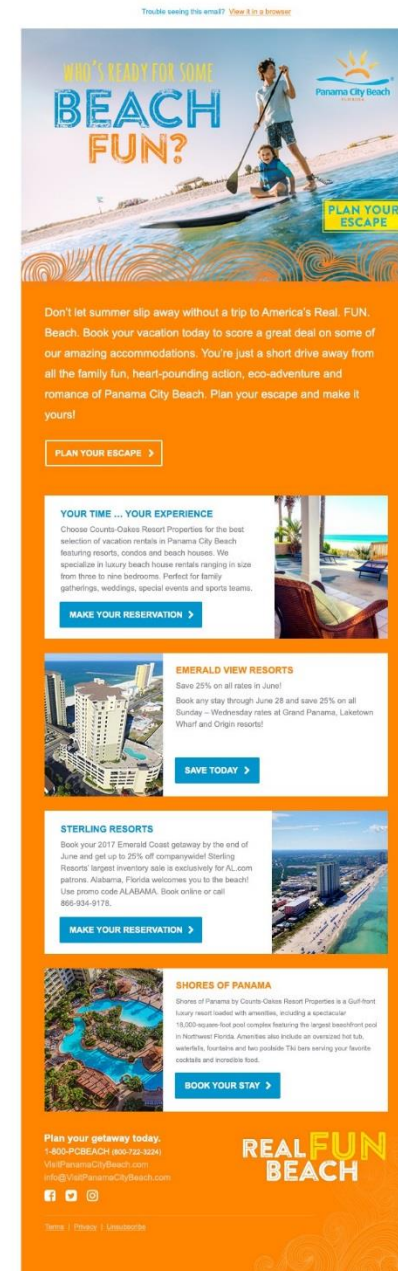 Trouble seeing this email? View it in a browser
WHO'S READY FOR SOME
BEACH
FUN?
Panama City Beach
FLORIDA
PLAN YOUR
ESCAPE
Don't let summer slip away without a trip to America's Real. FUN.
Beach. Book your vacation today to score a great deal on some of
our amazing accommodations. You're just a short drive away from
all the family fun, heart-pounding action, eco-adventure and
romance of Panama City Beach. Plan your escape and make it
yours!
PLAN YOUR ESCAPE >
YOUR TIME ... YOUR EXPERIENCE
Choose Counts-Oakes Resort Properties for the best
selection of vacation rentals in Panama City Beach
featuring resorts, condos and beach houses. We
specialize in luxury beach house rentals ranging in size
from three to nine bedrooms. Perfect for family
gatherings, weddings, special events and sports teams.
MAKE YOUR RESERVATION >
EMERALD VIEW RESORTS
Save 25% on all rates in June!
Book any stay through June 28 and save 25% on all
Sunday – Wednesday rates at Grand Panama, Laketown
Wharf and Origin resorts!
SAVE TODAY >
STERLING RESORTS
Book your 2017 Emerald Coast getaway by the end of
June and get up to 25% off companywide! Sterling
Resorts' largest inventory sale is exclusively for AL.com
patrons. Alabama, Florida welcomes you to the beach!
Use promo code ALABAMA. Book online or call
866-934-9178.
MAKE YOUR RESERVATION >
SHORES OF PANAMA
Shores of Panama by Counts-Oakes Resort Properties is a Gulf-front
luxury resort loaded with amenities, including a spectacular
18,000-square-foot pool complex featuring the largest beachfront pool
in Northwest Florida. Amenities also include an oversized hot tub,
waterfalls, fountains and two poolside Tiki bars serving your favorite
cocktails and incredible food.
BOOK YOUR STAY >
Plan your getaway today.
1-800-PCBEACH (800-722-3224)
VisitPanamaCityBeach.com
info@VisitPanamaCityBeach.com
REAL FUN
BEACH
Terms | Privacy | Unsubscribe